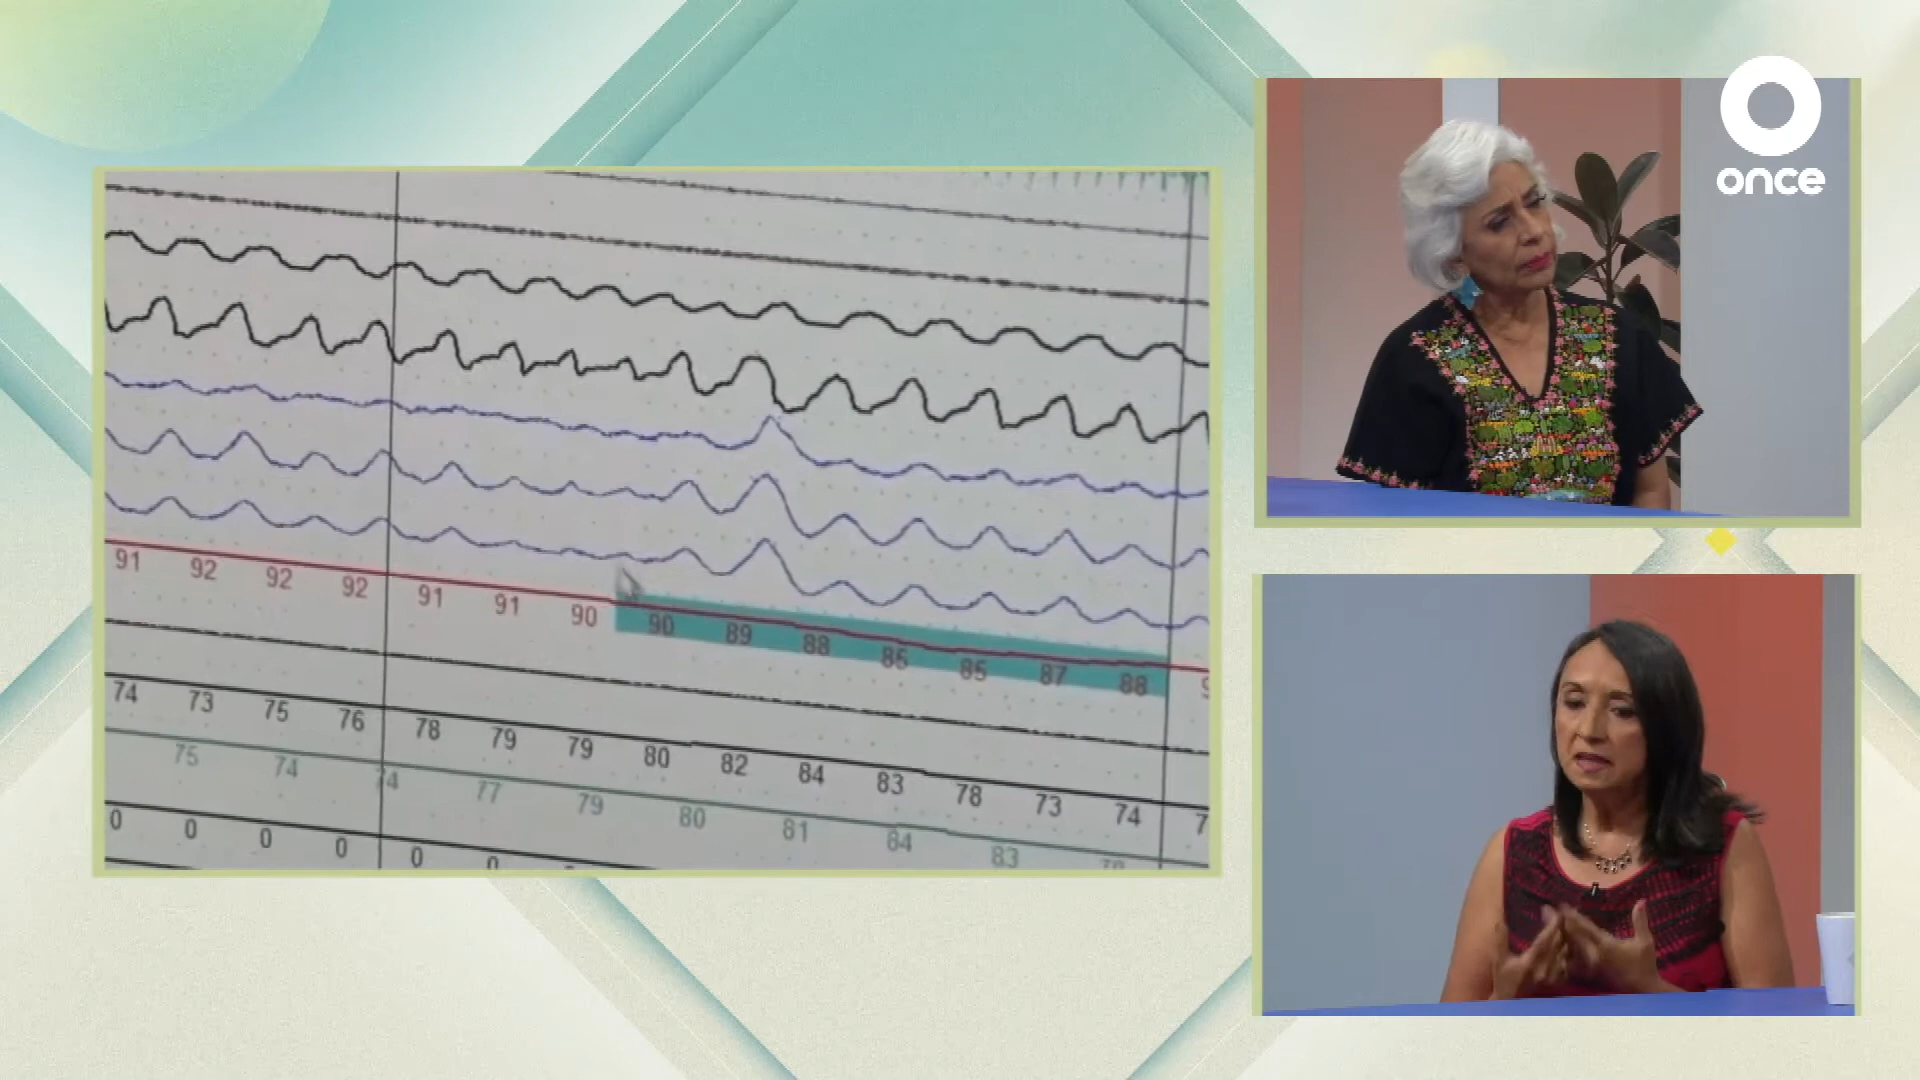 once
91 92 92 92 91 91 90 90 89 88 86 85 87 88
74 73 75 76 78 79 79 80 82 84 83 78 73 74
75 74 74 77 79 80 81 84 83
0 0 0 0 0 0